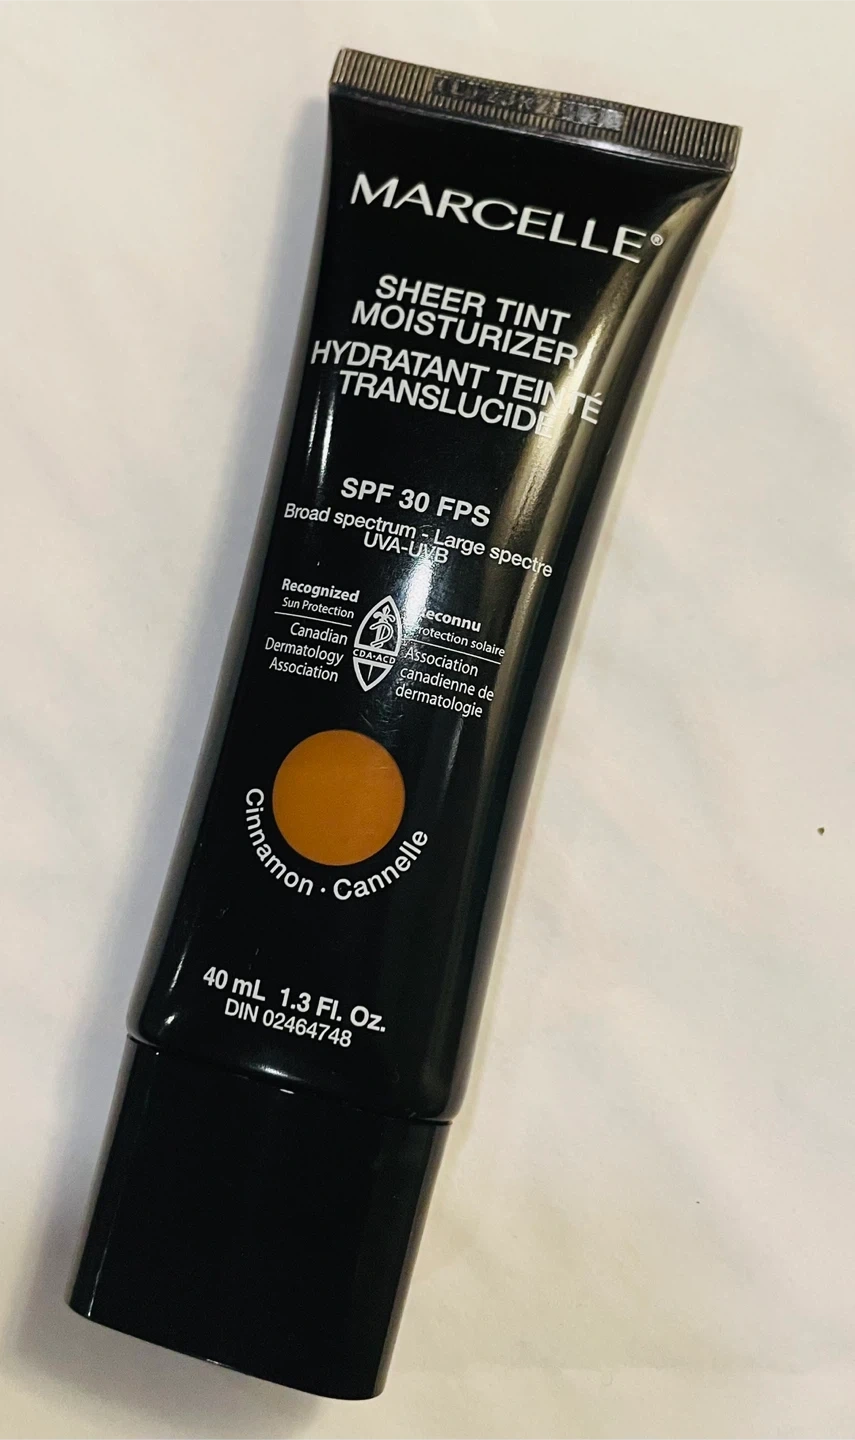 MARCELLE®
SHEER TINT
MOISTURIZER
HYDRATANT TEINTÉ
TRANSLUCIDE
SPF 30 FPS
Broad spectrum - Large spectre
UVA-UVB
Recognized
Sun Protection
Canadian
Dermatology
Association
CDA•ACD
Reconnu
Protection solaire
Association
canadienne de
dermatologie
Cinnamon · Cannelle
40 mL 1.3 Fl. Oz.
DIN 02464748